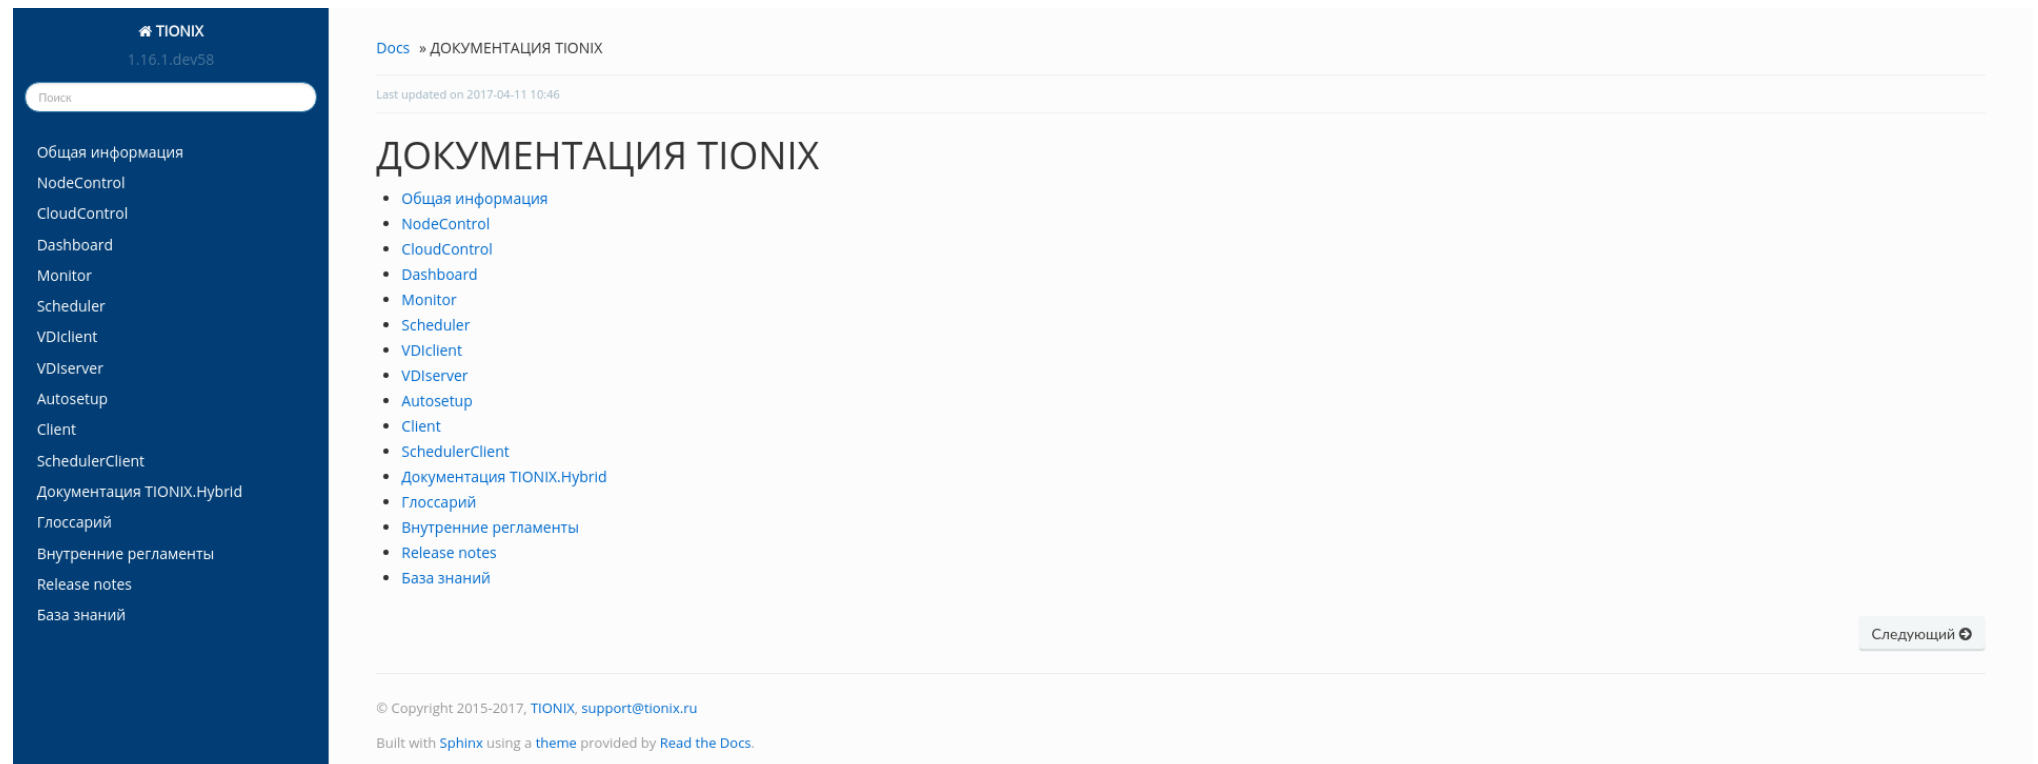 TIONIX
1.16.1.dev58
Поиск
Общая информация
NodeControl
CloudControl
Dashboard
Monitor
Scheduler
VDIclient
VDIserver
Autosetup
Client
SchedulerClient
Документация TIONIX.Hybrid
Глоссарий
Внутренние регламенты
Release notes
База знаний
Docs » ДОКУМЕНТАЦИЯ TIONIX
Last updated on 2017-04-11 10:46
ДОКУМЕНТАЦИЯ TIONIX
• Общая информация
• NodeControl
• CloudControl
• Dashboard
• Monitor
• Scheduler
• VDIclient
• VDIserver
• Autosetup
• Client
• SchedulerClient
• Документация TIONIX.Hybrid
• Глоссарий
• Внутренние регламенты
• Release notes
• База знаний
Следующий
© Copyright 2015-2017, TIONIX, support@tionix.ru
Built with Sphinx using a theme provided by Read the Docs.